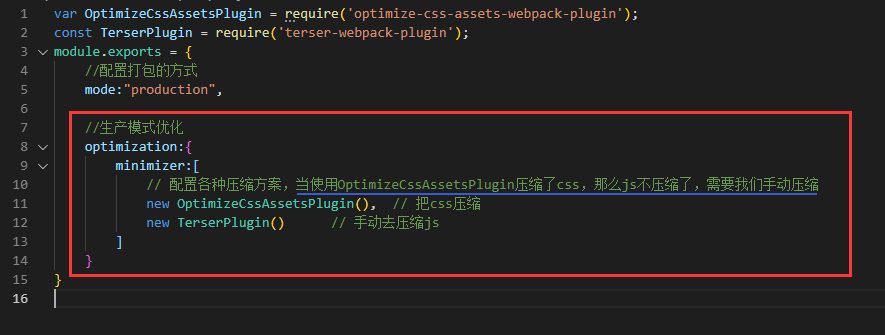 1 var OptimizeCssAssetsPlugin = require('optimize-css-assets-webpack-plugin');
2 const TerserPlugin = require('terser-webpack-plugin');
3 module.exports = {
4 //配置打包的方式
5 mode:"production",
6
7 //生产模式优化
8 optimization:{
9 minimizer:[
10 // 配置各种压缩方案，当使用OptimizeCssAssetsPlugin压缩了css，那么js不压缩了，需要我们手动压缩
11 new OptimizeCssAssetsPlugin(), // 把css压缩
12 new TerserPlugin() // 手动去压缩js
13 ]
14 }
15 }
16